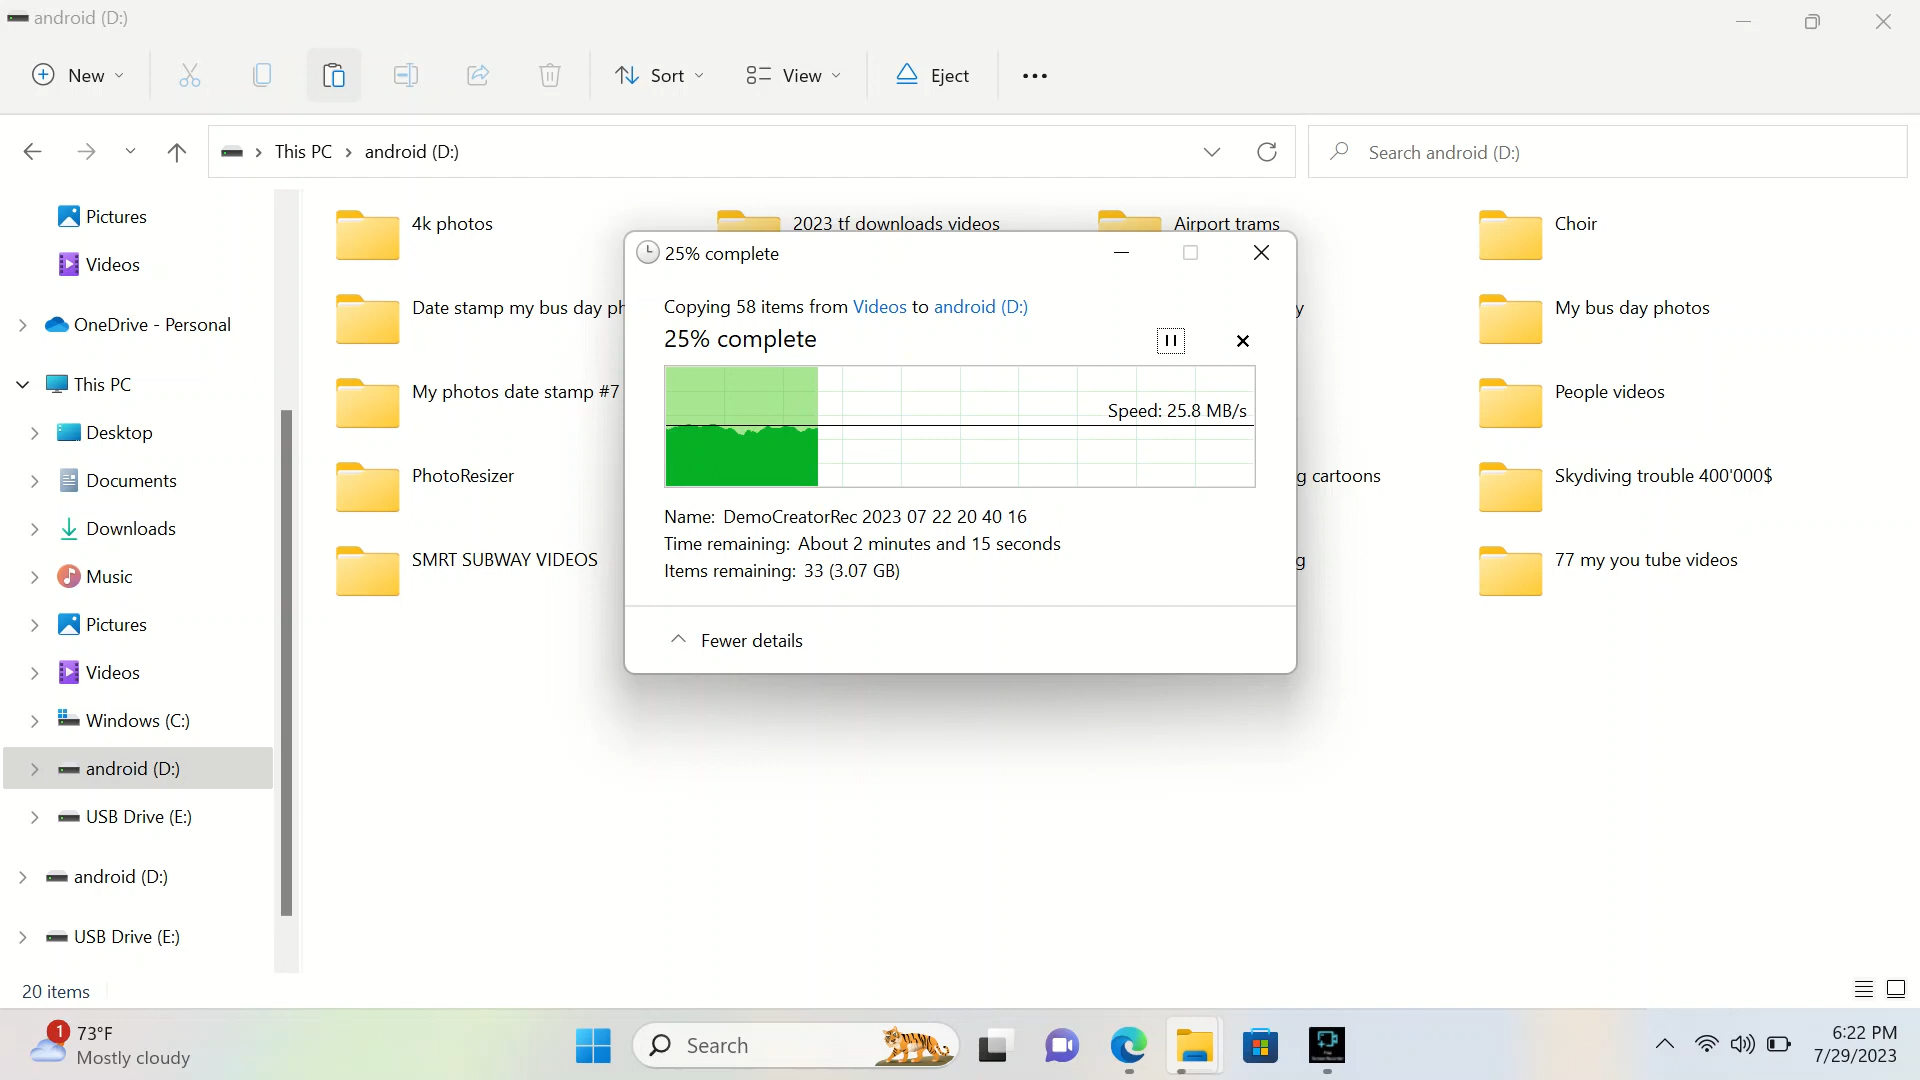 android (D:)
New
Sort
View
Eject
This PC
android (D:)
Search android (D:)
Pictures
Videos
OneDrive - Personal
This PC
Desktop
Documents
Downloads
Music
Pictures
Videos
Windows (C:)
android (D:)
USB Drive (E:)
android (D:)
USB Drive (E:)
4k photos
2023 tf downloads videos
Airport trams
Choir
Date stamp my bus day ph
y
My bus day photos
My photos date stamp #7
People videos
PhotoResizer
g cartoons
Skydiving trouble 400'000$
SMRT SUBWAY VIDEOS
g
77 my you tube videos
25% complete
Copying 58 items from Videos to android (D:)
25% complete
Speed: 25.8 MB/s
Name: DemoCreatorRec 2023 07 22 20 40 16
Time remaining: About 2 minutes and 15 seconds
Items remaining: 33 (3.07 GB)
Fewer details
20 items
1
73°F
Mostly cloudy
Search
6:22 PM
7/29/2023